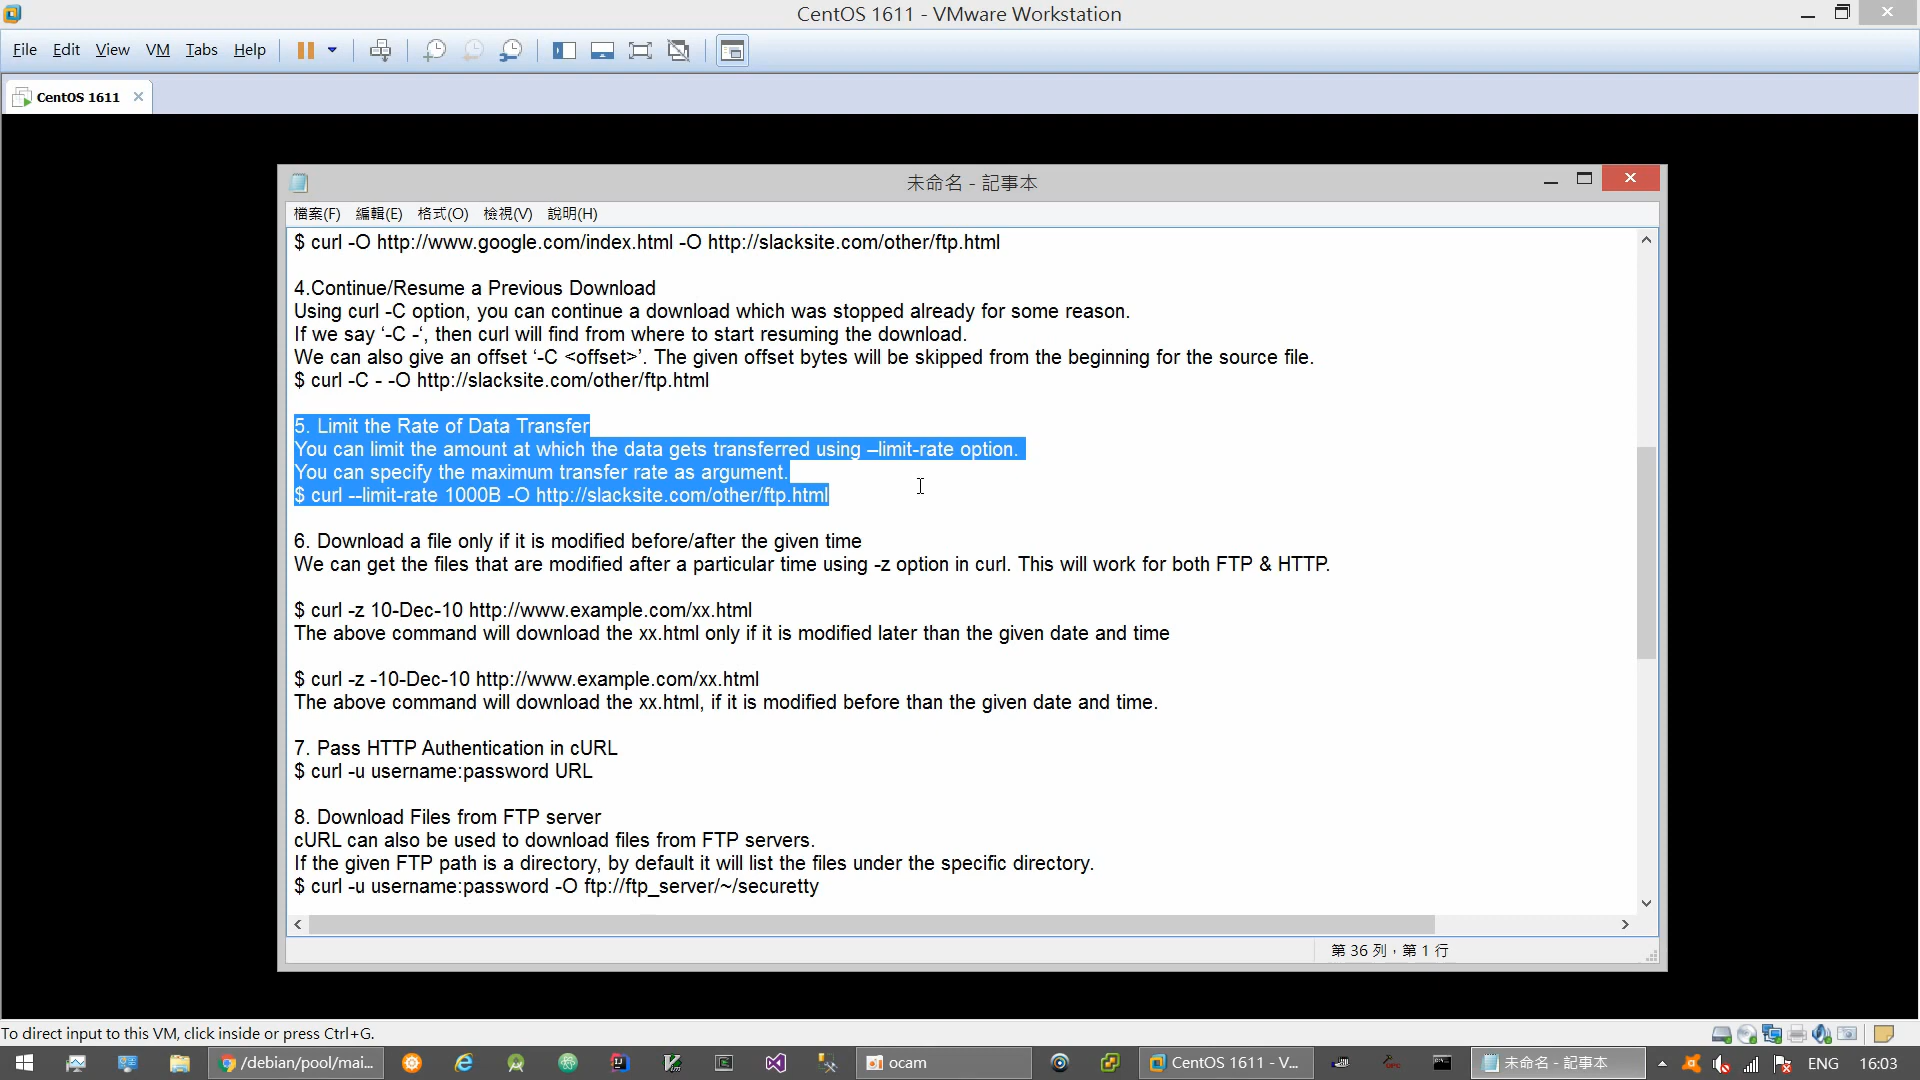 CentOS 1611 - VMware Workstation
File Edit View VM Tabs Help
CentOS 1611
未命名 - 記事本
檔案(F) 編輯(E) 格式(O) 檢視(V) 說明(H)
$ curl -O http://www.google.com/index.html -O http://slacksite.com/other/ftp.html
4.Continue/Resume a Previous Download
Using curl -C option, you can continue a download which was stopped already for some reason.
If we say ‘-C -‘, then curl will find from where to start resuming the download.
We can also give an offset ‘-C <offset>’. The given offset bytes will be skipped from the beginning for the source file.
$ curl -C - -O http://slacksite.com/other/ftp.html
5. Limit the Rate of Data Transfer
You can limit the amount at which the data gets transferred using –limit-rate option.
You can specify the maximum transfer rate as argument.
$ curl --limit-rate 1000B -O http://slacksite.com/other/ftp.html
6. Download a file only if it is modified before/after the given time
We can get the files that are modified after a particular time using -z option in curl. This will work for both FTP & HTTP.
$ curl -z 10-Dec-10 http://www.example.com/xx.html
The above command will download the xx.html only if it is modified later than the given date and time
$ curl -z -10-Dec-10 http://www.example.com/xx.html
The above command will download the xx.html, if it is modified before than the given date and time.
7. Pass HTTP Authentication in cURL
$ curl -u username:password URL
8. Download Files from FTP server
cURL can also be used to download files from FTP servers.
If the given FTP path is a directory, by default it will list the files under the specific directory.
$ curl -u username:password -O ftp://ftp_server/~/securetty
第 36 列，第 1 行
To direct input to this VM, click inside or press Ctrl+G.
/debian/pool/mai... ocam CentOS 1611 - V... 未命名 - 記事本 ENG 16:03